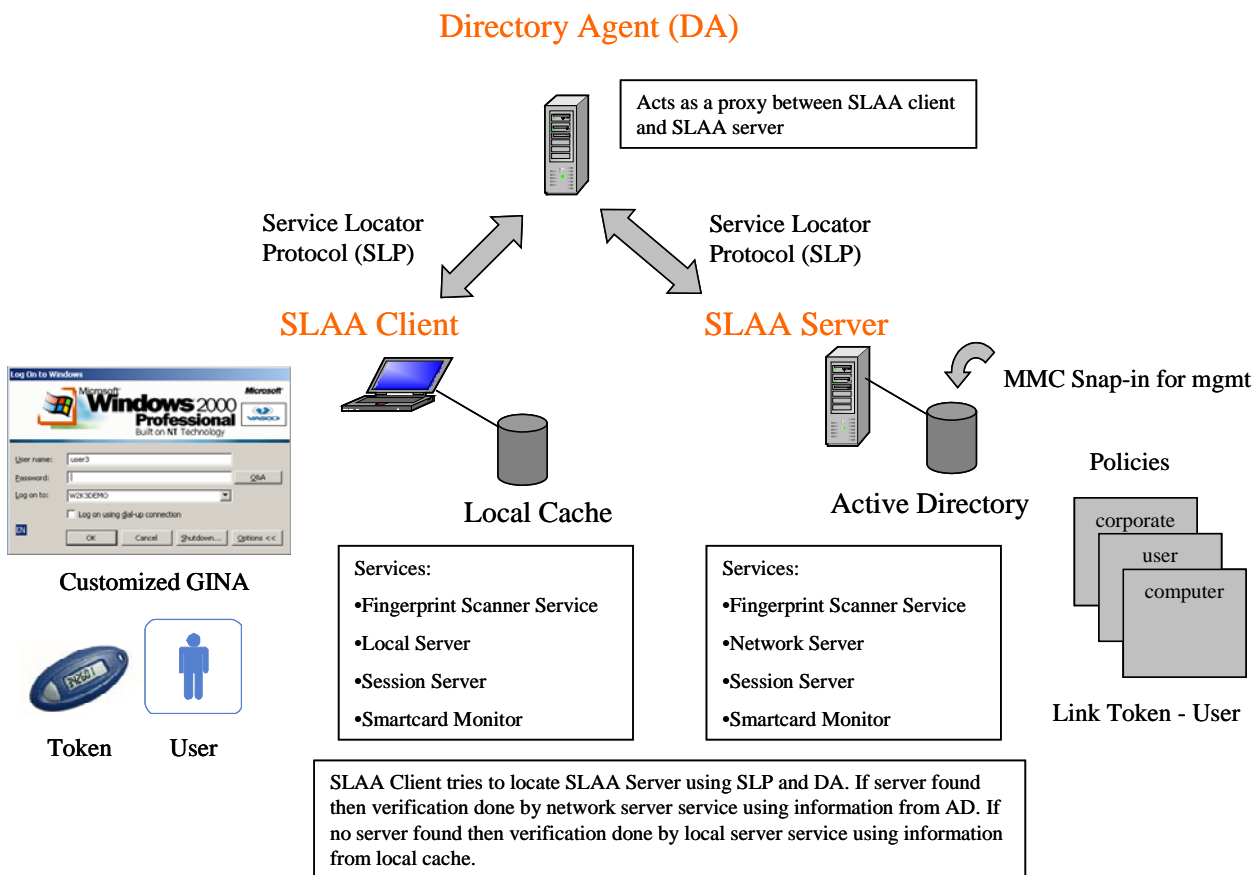 Directory Agent (DA)
Acts as a proxy between SLAA client
and SLAA server
Service Locator
Protocol (SLP)
Service Locator
Protocol (SLP)
SLAA Client
SLAA Server
Log On to Windows
Microsoft
Windows 2000
Professional
Built on NT Technology
Microsoft
VASCO
User name:
user3
Password:
Q&A
Log on to:
W2K3DEMO
Log on using dial-up connection
EN
OK
Cancel
Shutdown...
Options <<
Customized GINA
Token
User
Local Cache
Services:
•Fingerprint Scanner Service
•Local Server
•Session Server
•Smartcard Monitor
MMC Snap-in for mgmt
Active Directory
Services:
•Fingerprint Scanner Service
•Network Server
•Session Server
•Smartcard Monitor
Policies
corporate
user
computer
Link Token - User
SLAA Client tries to locate SLAA Server using SLP and DA. If server found
then verification done by network server service using information from AD. If
no server found then verification done by local server service using information
from local cache.